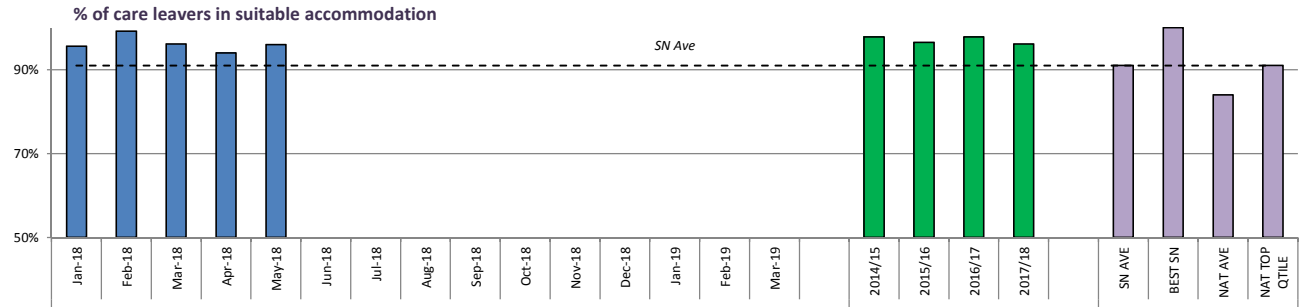 % of care leavers in suitable accommodation
SN Ave
90%
70%
50%
Jan-18
Feb-18
Mar-18
Apr-18
May-18
Jun-18
Jul-18
Aug-18
Sep-18
Oct-18
Nov-18
Dec-18
Jan-19
Feb-19
Mar-19
2014/15
2015/16
2016/17
2017/18
SN AVE
BEST SN
NAT AVE
NAT TOP
QTILE